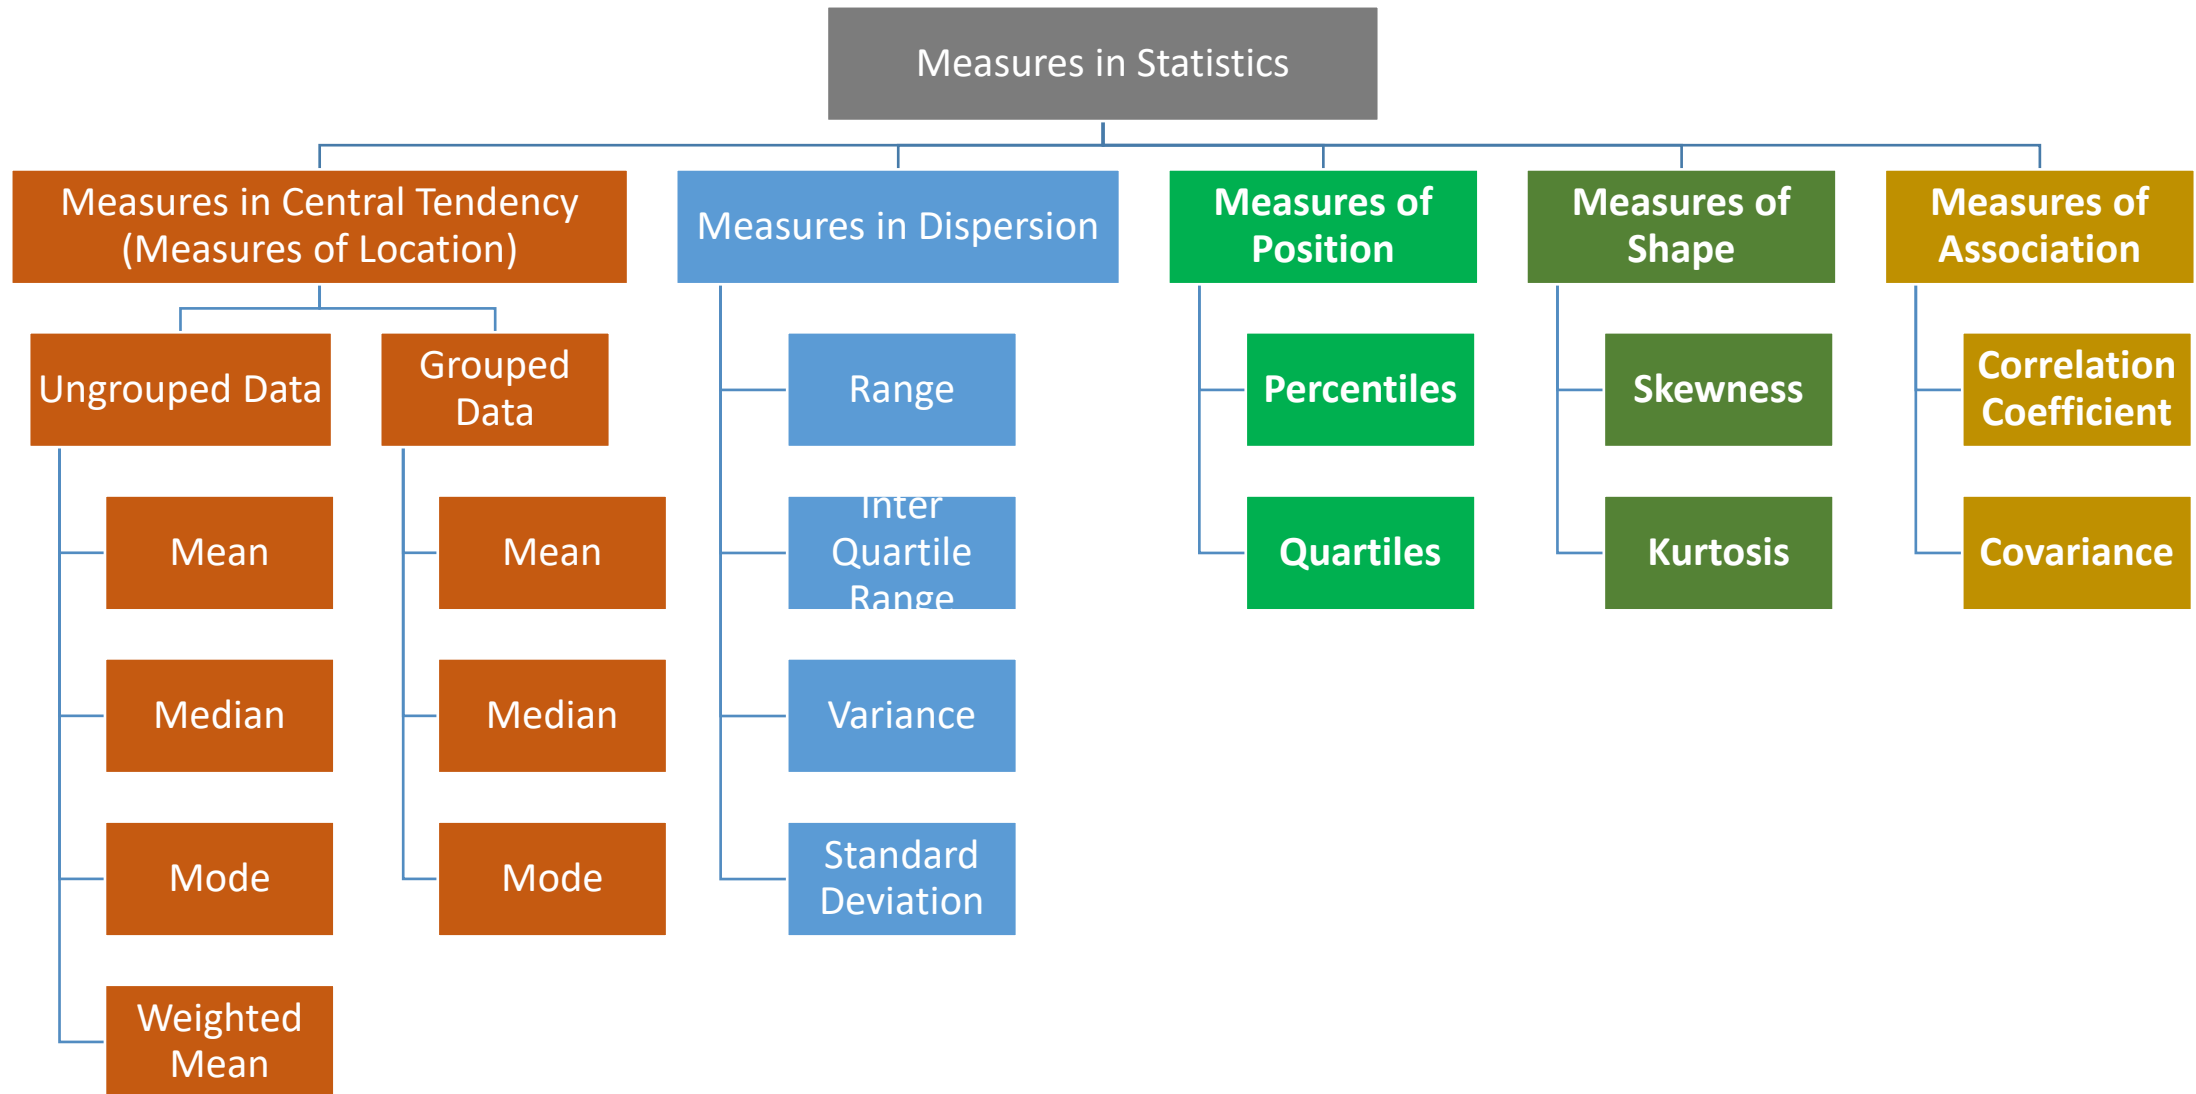 Measures in Statistics
Measures in Central Tendency
(Measures of Location)
Measures in Dispersion
Measures of
Position
Measures of
Shape
Measures of
Association
Ungrouped Data
Grouped
Data
Range
Percentiles
Skewness
Correlation
Coefficient
Mean
Mean
Inter
Quartile
Range
Quartiles
Kurtosis
Covariance
Median
Median
Variance
Mode
Mode
Standard
Deviation
Weighted
Mean